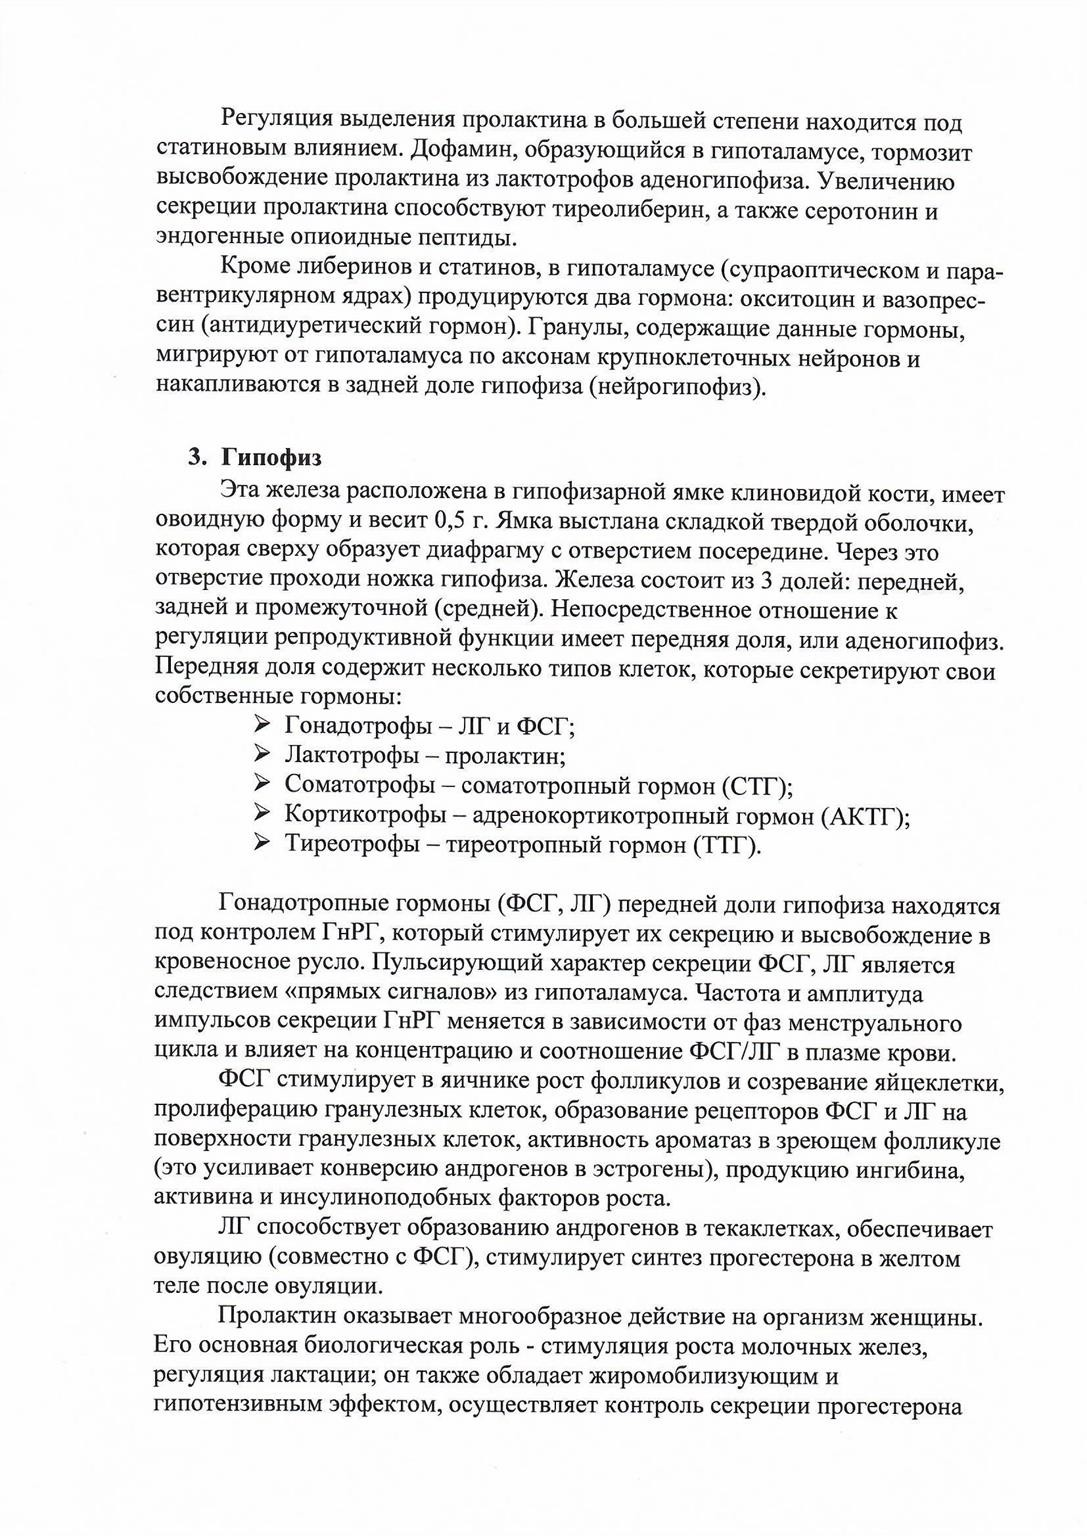 Регуляция выделения пролактина в большей степени находится под
статиновым влиянием. Дофамин, образующийся в гипоталамусе, тормозит
высвобождение пролактина из лактотрофов аденогипофиза. Увеличению
секреции пролактина способствуют тиреолиберин, а также серотонин и
эндогенные опиоидные пептиды.
Кроме либеринов и статинов, в гипоталамусе (супраоптическом и пара-
вентрикулярном ядрах) продуцируются два гормона: окситоцин и вазопрес-
син (антидиуретический гормон). Гранулы, содержащие данные гормоны,
мигрируют от гипоталамуса по аксонам крупноклеточных нейронов и
накапливаются в задней доле гипофиза (нейрогипофиз).
3. Гипофиз
Эта железа расположена в гипофизарной ямке клиновидой кости, имеет
овоидную форму и весит 0,5 г. Ямка выстлана складкой твердой оболочки,
которая сверху образует диафрагму с отверстием посередине. Через это
отверстие проходи ножка гипофиза. Железа состоит из 3 долей: передней,
задней и промежуточной (средней). Непосредственное отношение к
регуляции репродуктивной функции имеет передняя доля, или аденогипофиз.
Передняя доля содержит несколько типов клеток, которые секретируют свои
собственные гормоны:
➢ Гонадотрофы – ЛГ и ФСГ;
➢ Лактотрофы – пролактин;
➢ Соматотрофы – соматотропный гормон (СТГ);
➢ Кортикотрофы – адренокортикотропный гормон (АКТГ);
➢ Тиреотрофы – тиреотропный гормон (ТТГ).
Гонадотропные гормоны (ФСГ, ЛГ) передней доли гипофиза находятся
под контролем ГнРГ, который стимулирует их секрецию и высвобождение в
кровеносное русло. Пульсирующий характер секреции ФСГ, ЛГ является
следствием «прямых сигналов» из гипоталамуса. Частота и амплитуда
импульсов секреции ГнРГ меняется в зависимости от фаз менструального
цикла и влияет на концентрацию и соотношение ФСГ/ЛГ в плазме крови.
ФСГ стимулирует в яичнике рост фолликулов и созревание яйцеклетки,
пролиферацию гранулезных клеток, образование рецепторов ФСГ и ЛГ на
поверхности гранулезных клеток, активность ароматаз в зреющем фолликуле
(это усиливает конверсию андрогенов в эстрогены), продукцию ингибина,
активина и инсулиноподобных факторов роста.
ЛГ способствует образованию андрогенов в текаклетках, обеспечивает
овуляцию (совместно с ФСГ), стимулирует синтез прогестерона в желтом
теле после овуляции.
Пролактин оказывает многообразное действие на организм женщины.
Его основная биологическая роль - стимуляция роста молочных желез,
регуляция лактации; он также обладает жиромобилизующим и
гипотензивным эффектом, осуществляет контроль секреции прогестерона